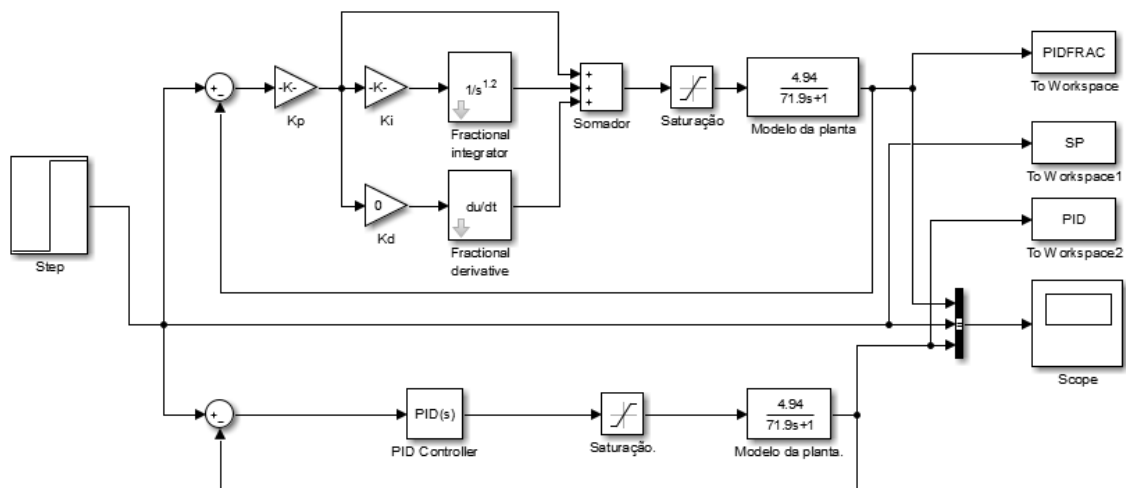 PIDFRAC
To Workspace
+
−
-K-
Kp
-K-
Ki
1/s^1.2
Fractional
integrator
+
+
+
Somador
Saturação
4.94
71.9s+1
Modelo da planta
SP
To Workspace1
0
Kd
du/dt
Fractional
derivative
PID
To Workspace2
Step
Scope
+
−
PID(s)
PID Controller
Saturação.
4.94
71.9s+1
Modelo da planta.